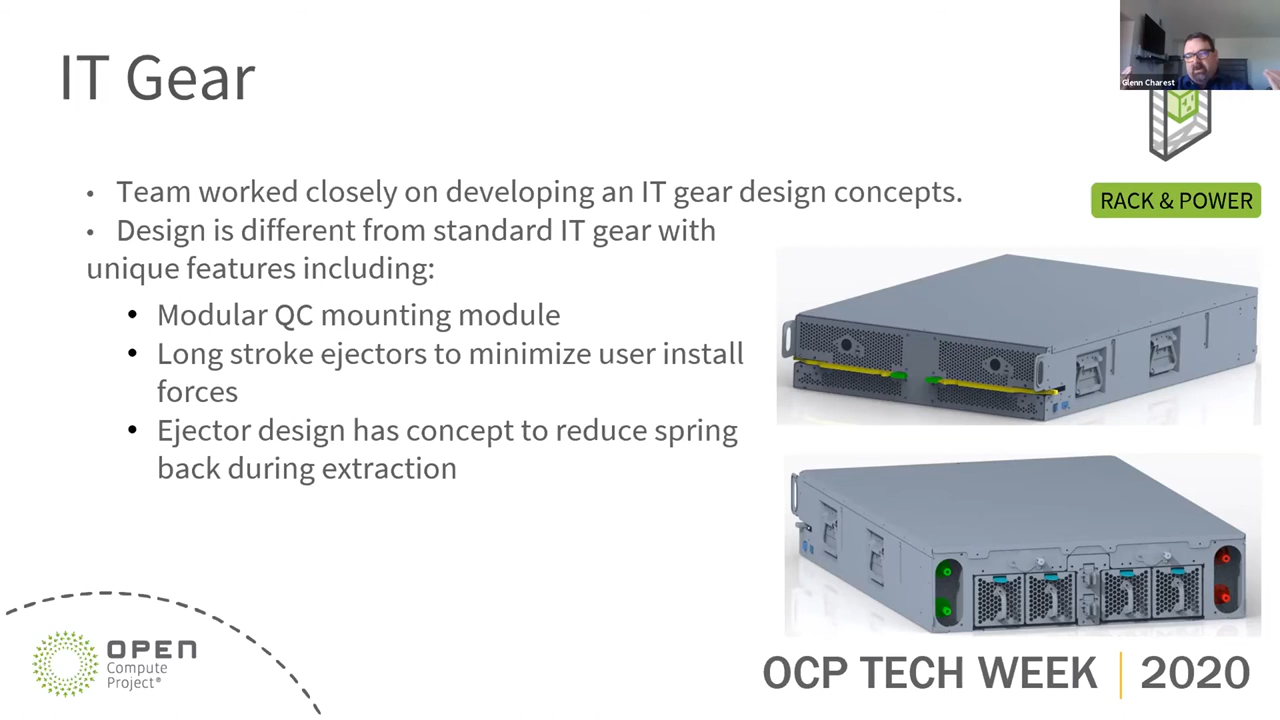 IT Gear
Glenn Charest
• Team worked closely on developing an IT gear design concepts.
RACK & POWER
• Design is different from standard IT gear with
unique features including:
• Modular QC mounting module
• Long stroke ejectors to minimize user install
forces
• Ejector design has concept to reduce spring
back during extraction
OPEN
Compute
Project®
OCP TECH WEEK | 2020